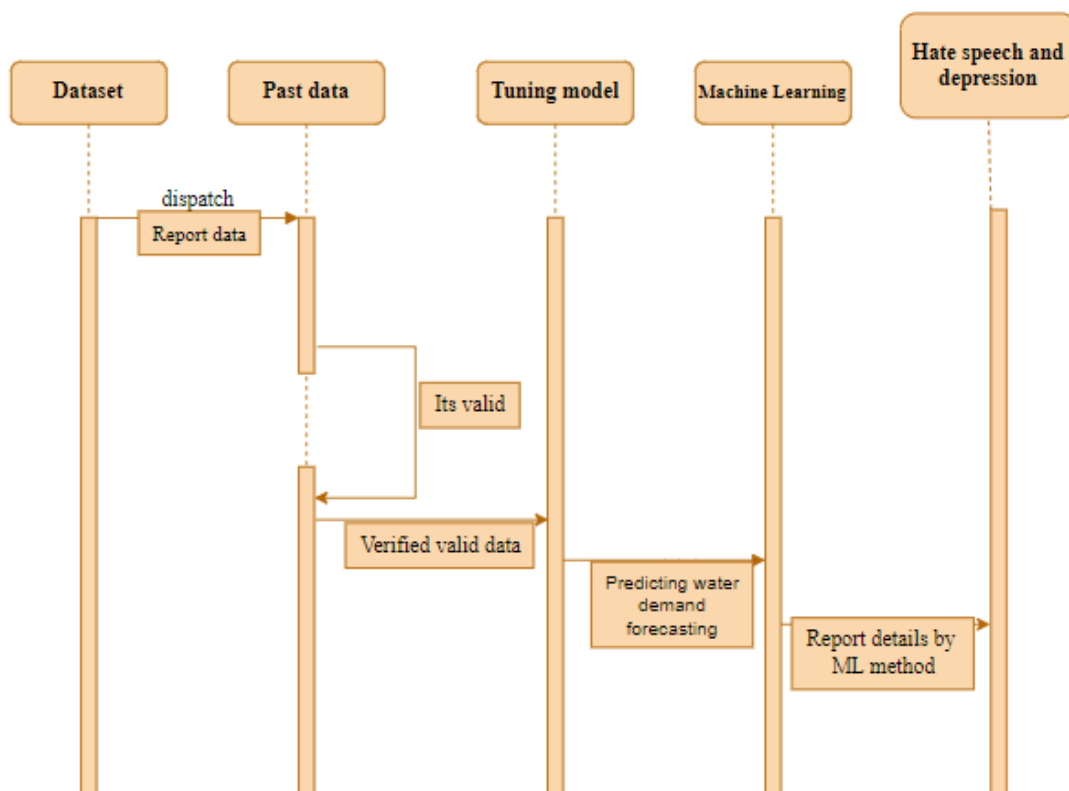 Hate speech and
depression
Dataset
Past data
Tuning model
Machine Learning
dispatch
Report data
Its valid
Verified valid data
Predicting water
demand
forecasting
Report details by
ML method